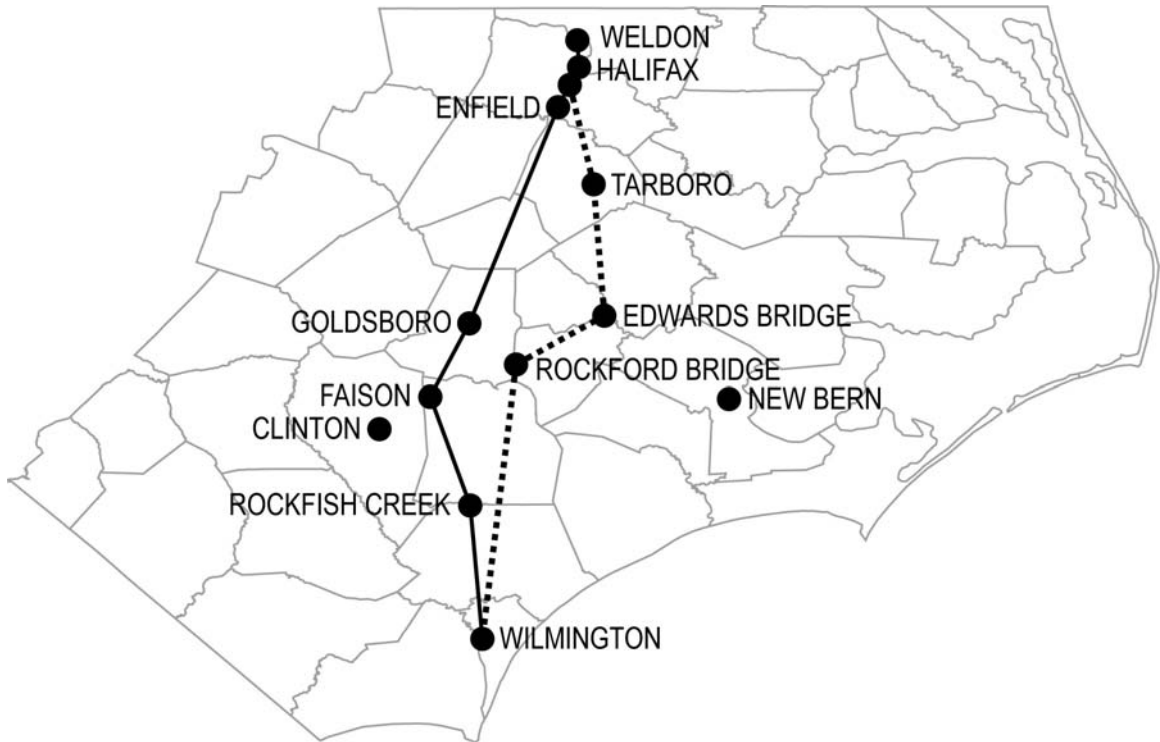 WELDON
HALIFAX
ENFIELD
TARBORO
GOLDSBORO
EDWARDS BRIDGE
ROCKFORD BRIDGE
FAISON
NEW BERN
CLINTON
ROCKFISH CREEK
WILMINGTON